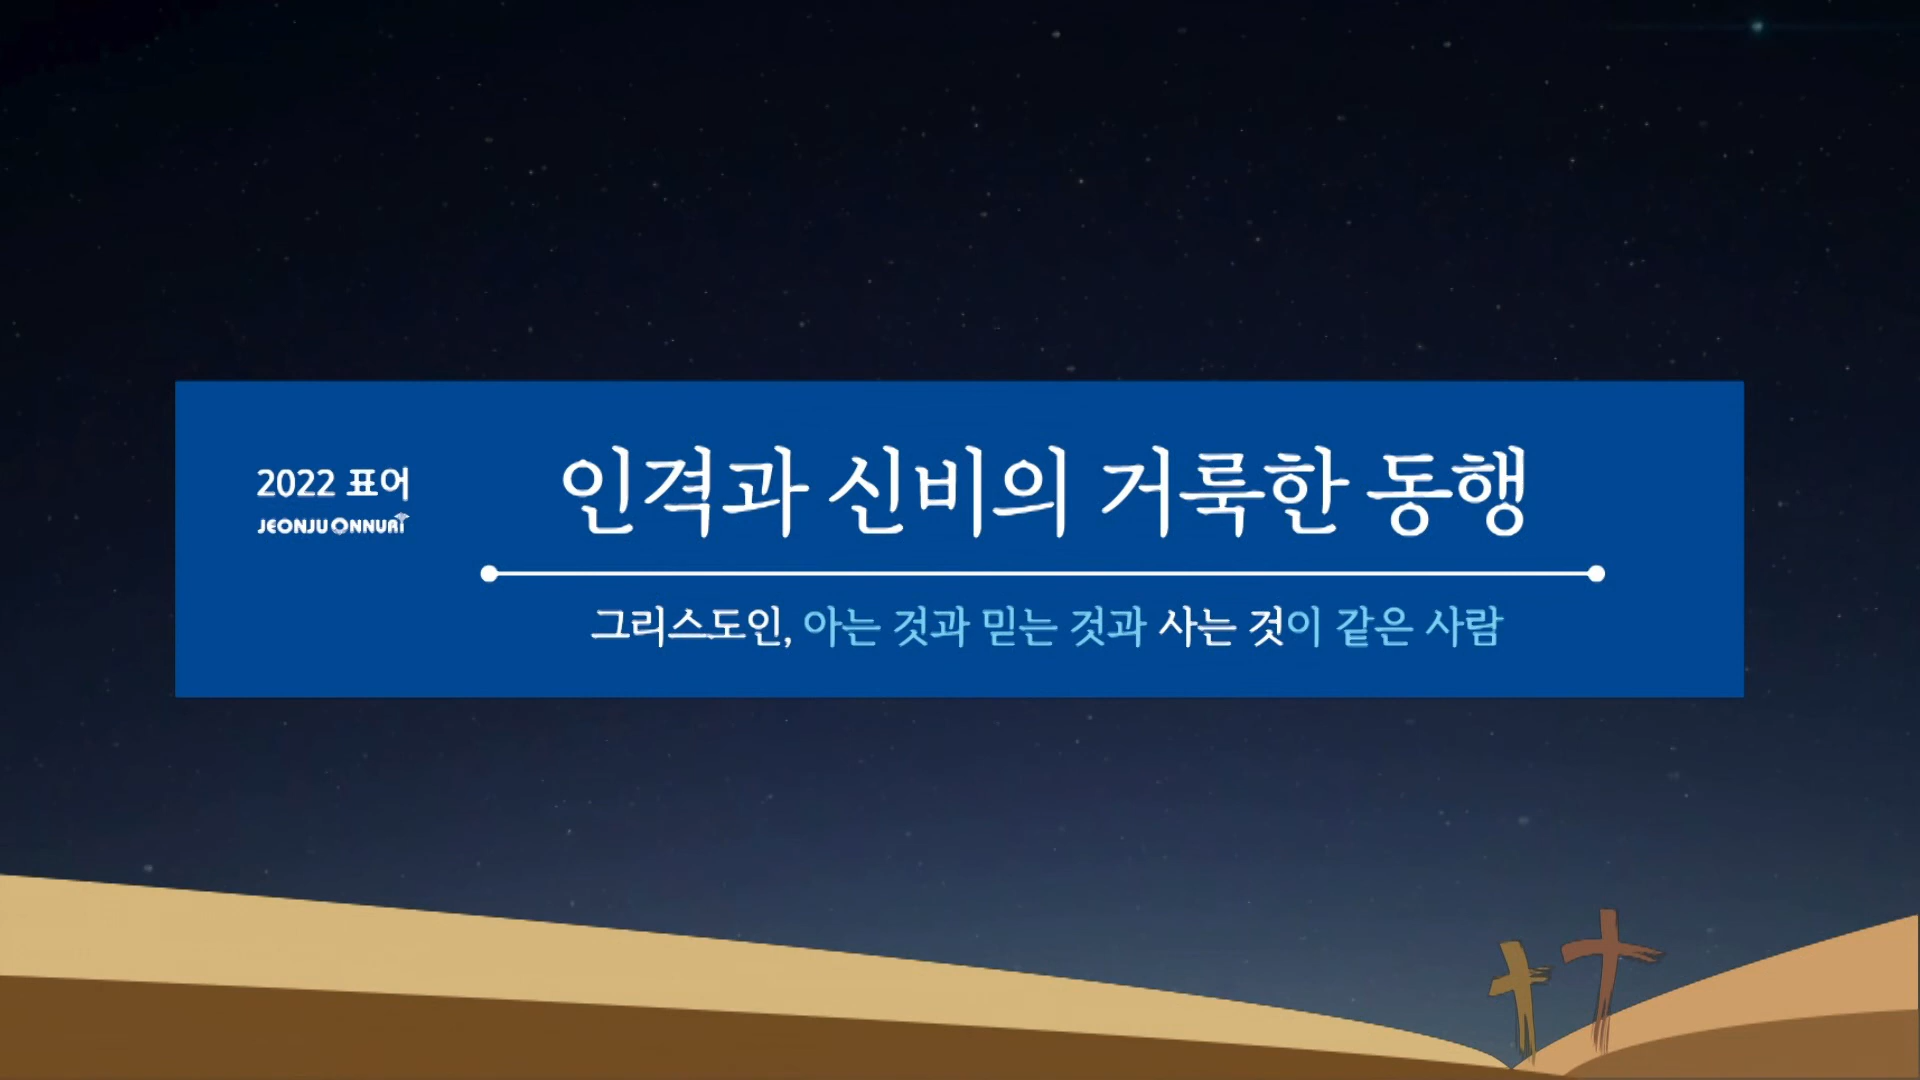 2022 표어
JEONJU ONNURI
인격과 신비의 거룩한 동행
그리스도인, 아는 것과 믿는 것과 사는 것이 같은 사람